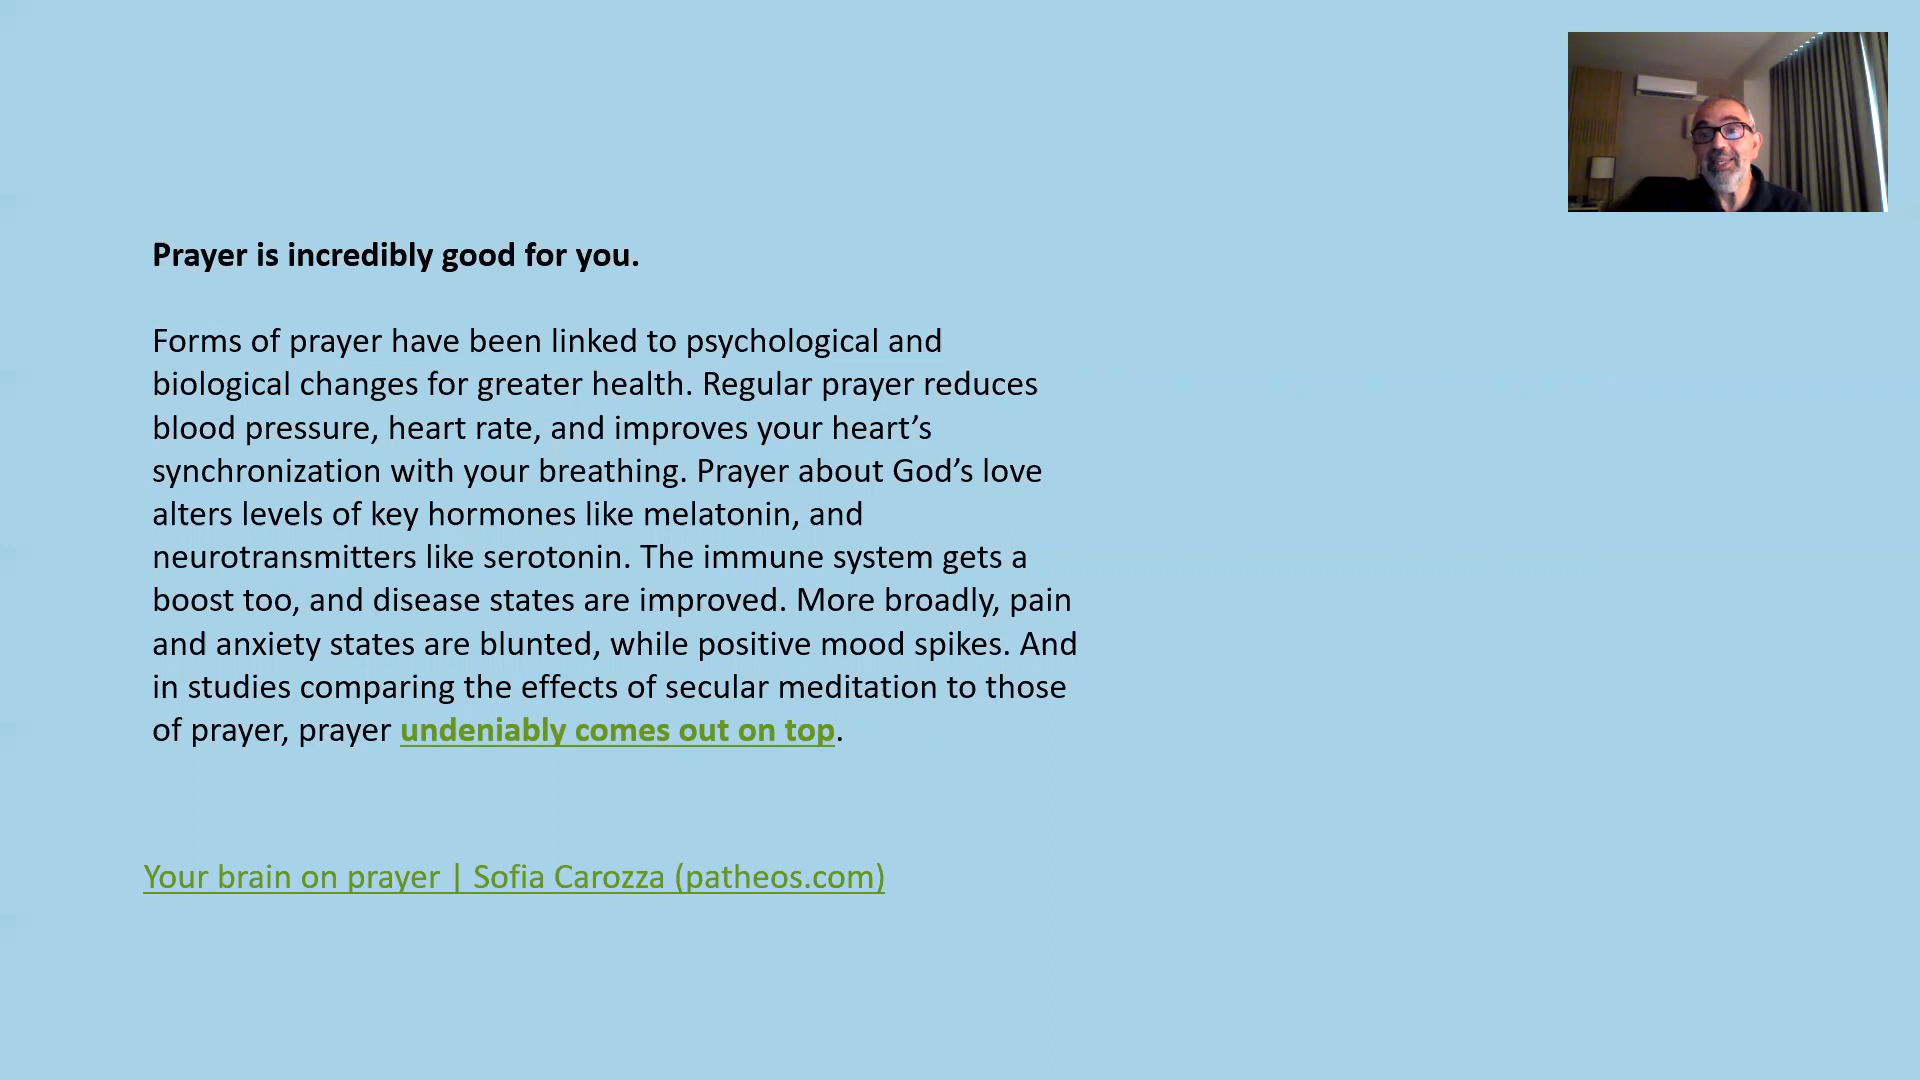 Prayer is incredibly good for you.
Forms of prayer have been linked to psychological and
biological changes for greater health. Regular prayer reduces
blood pressure, heart rate, and improves your heart’s
synchronization with your breathing. Prayer about God’s love
alters levels of key hormones like melatonin, and
neurotransmitters like serotonin. The immune system gets a
boost too, and disease states are improved. More broadly, pain
and anxiety states are blunted, while positive mood spikes. And
in studies comparing the effects of secular meditation to those
of prayer, prayer undeniably comes out on top.
Your brain on prayer | Sofia Carozza (patheos.com)